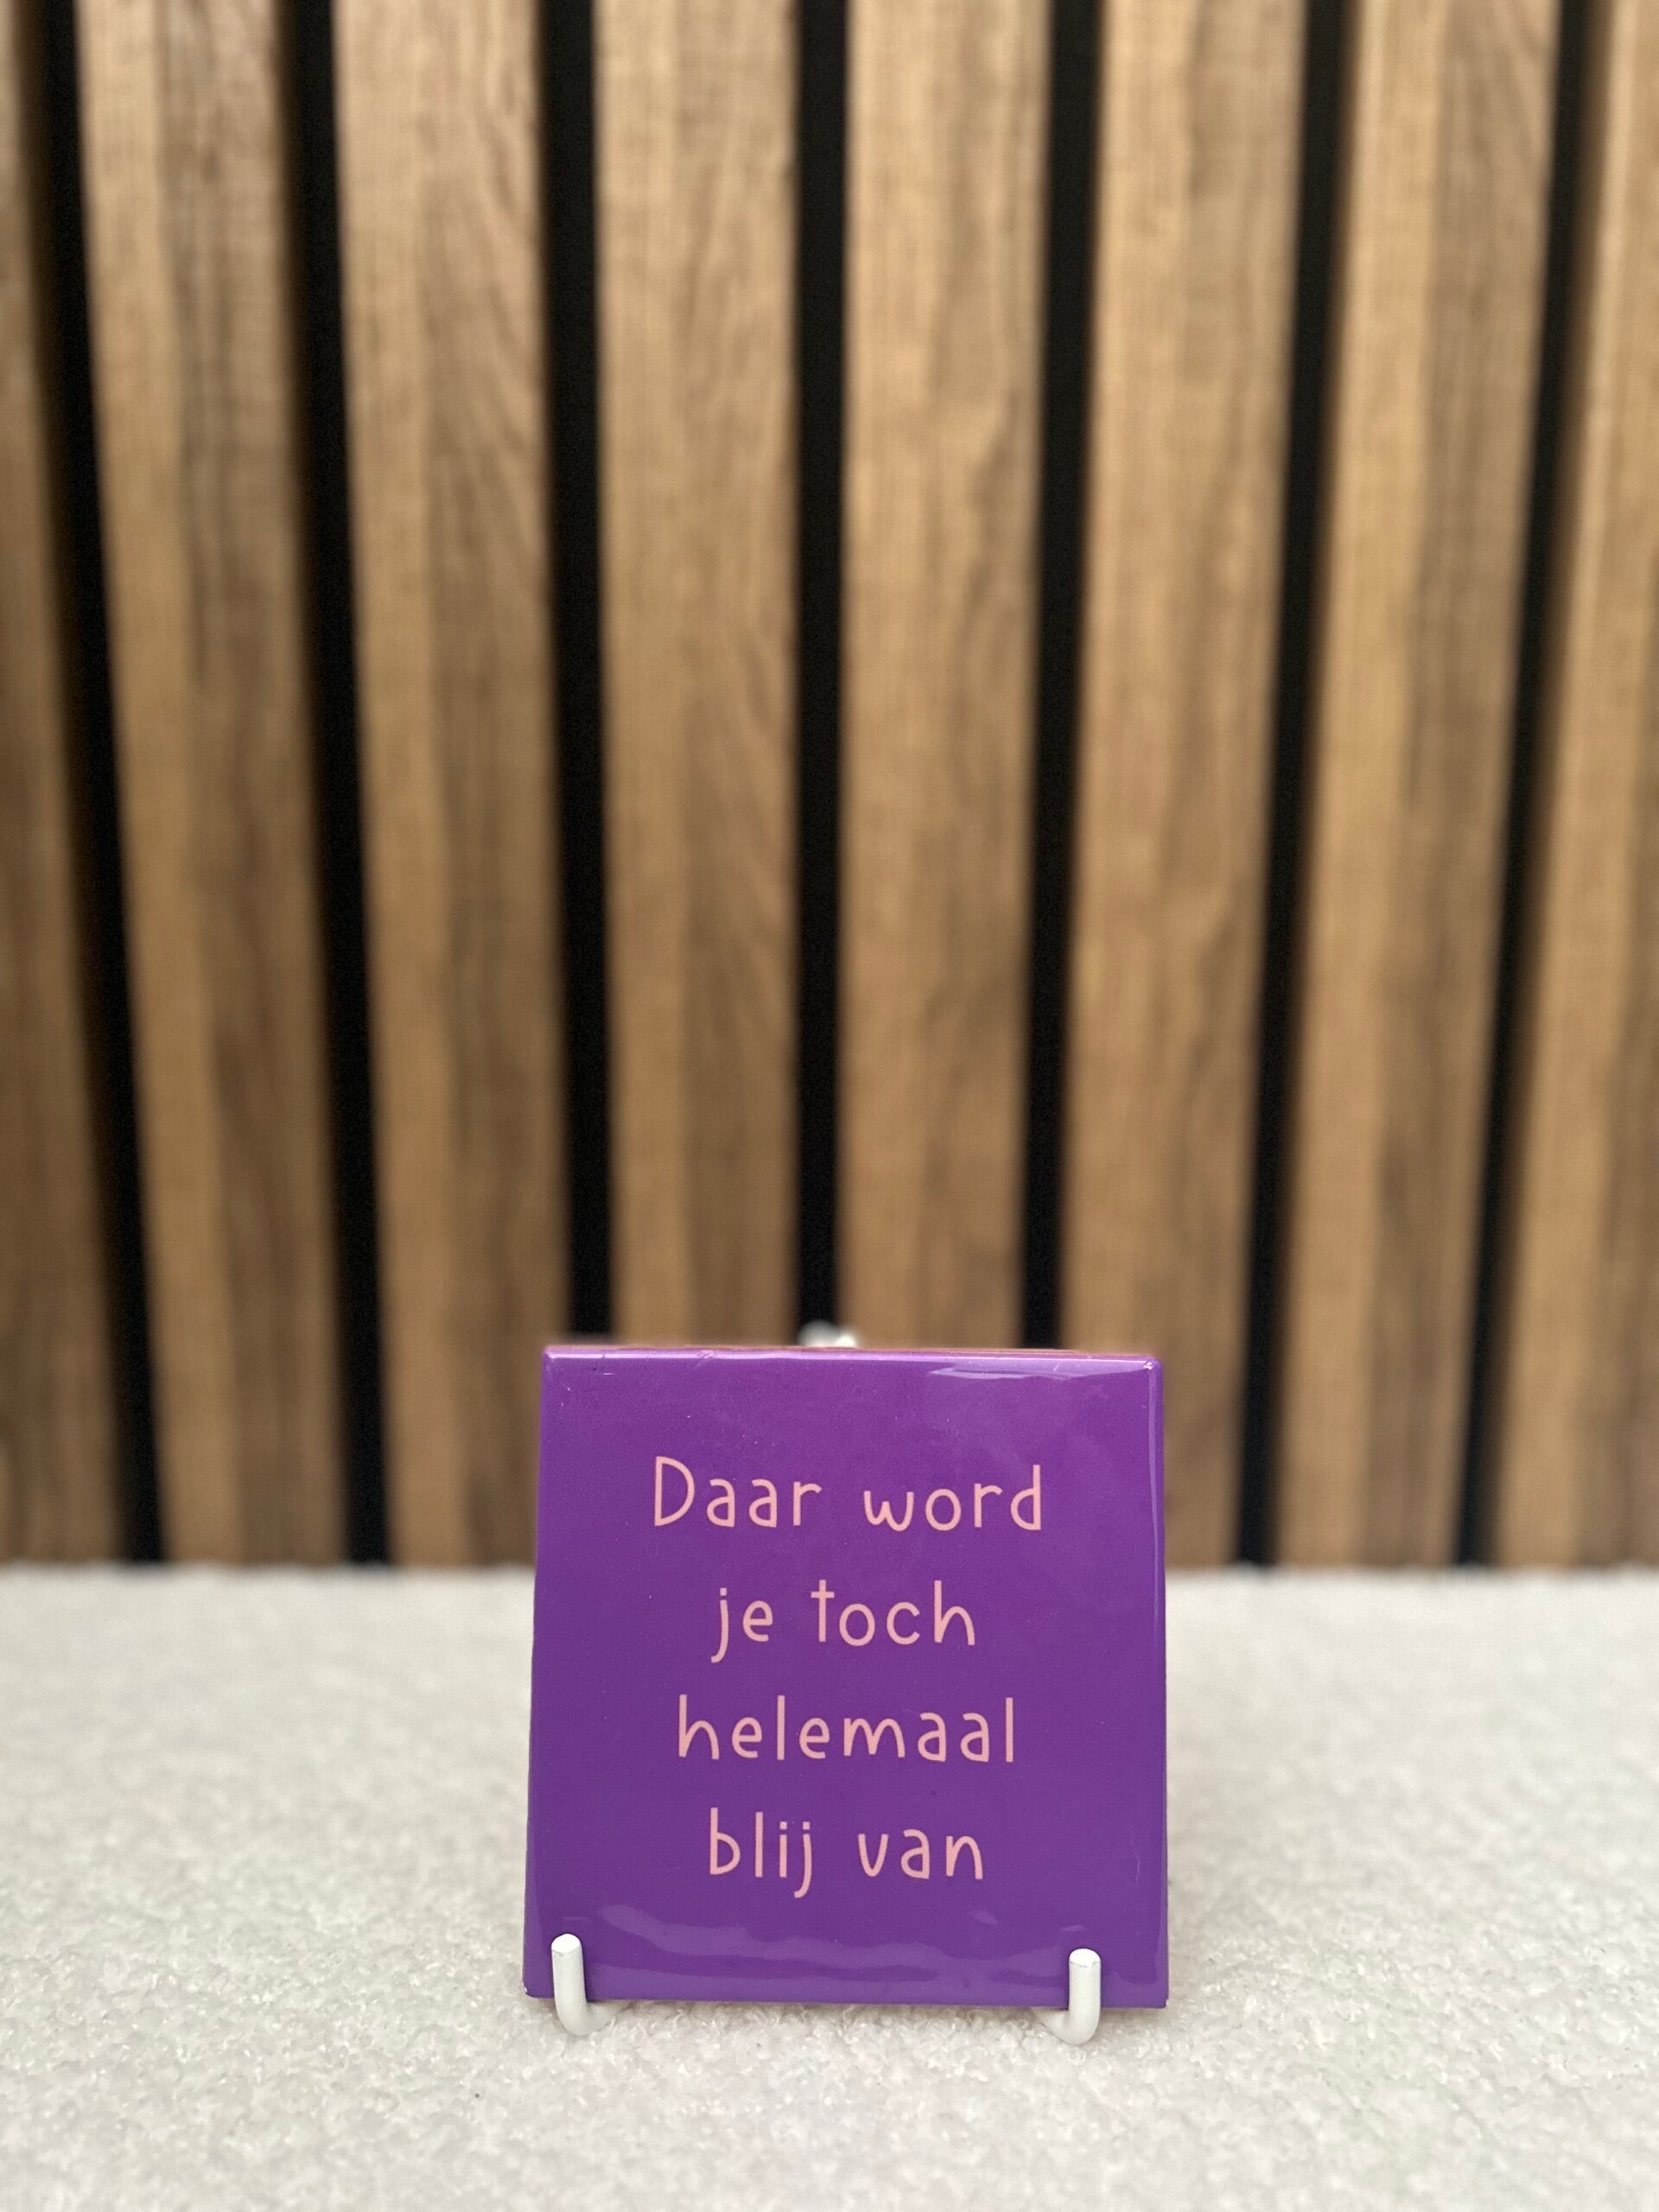 Daar word
je toch
helemaal
blij van